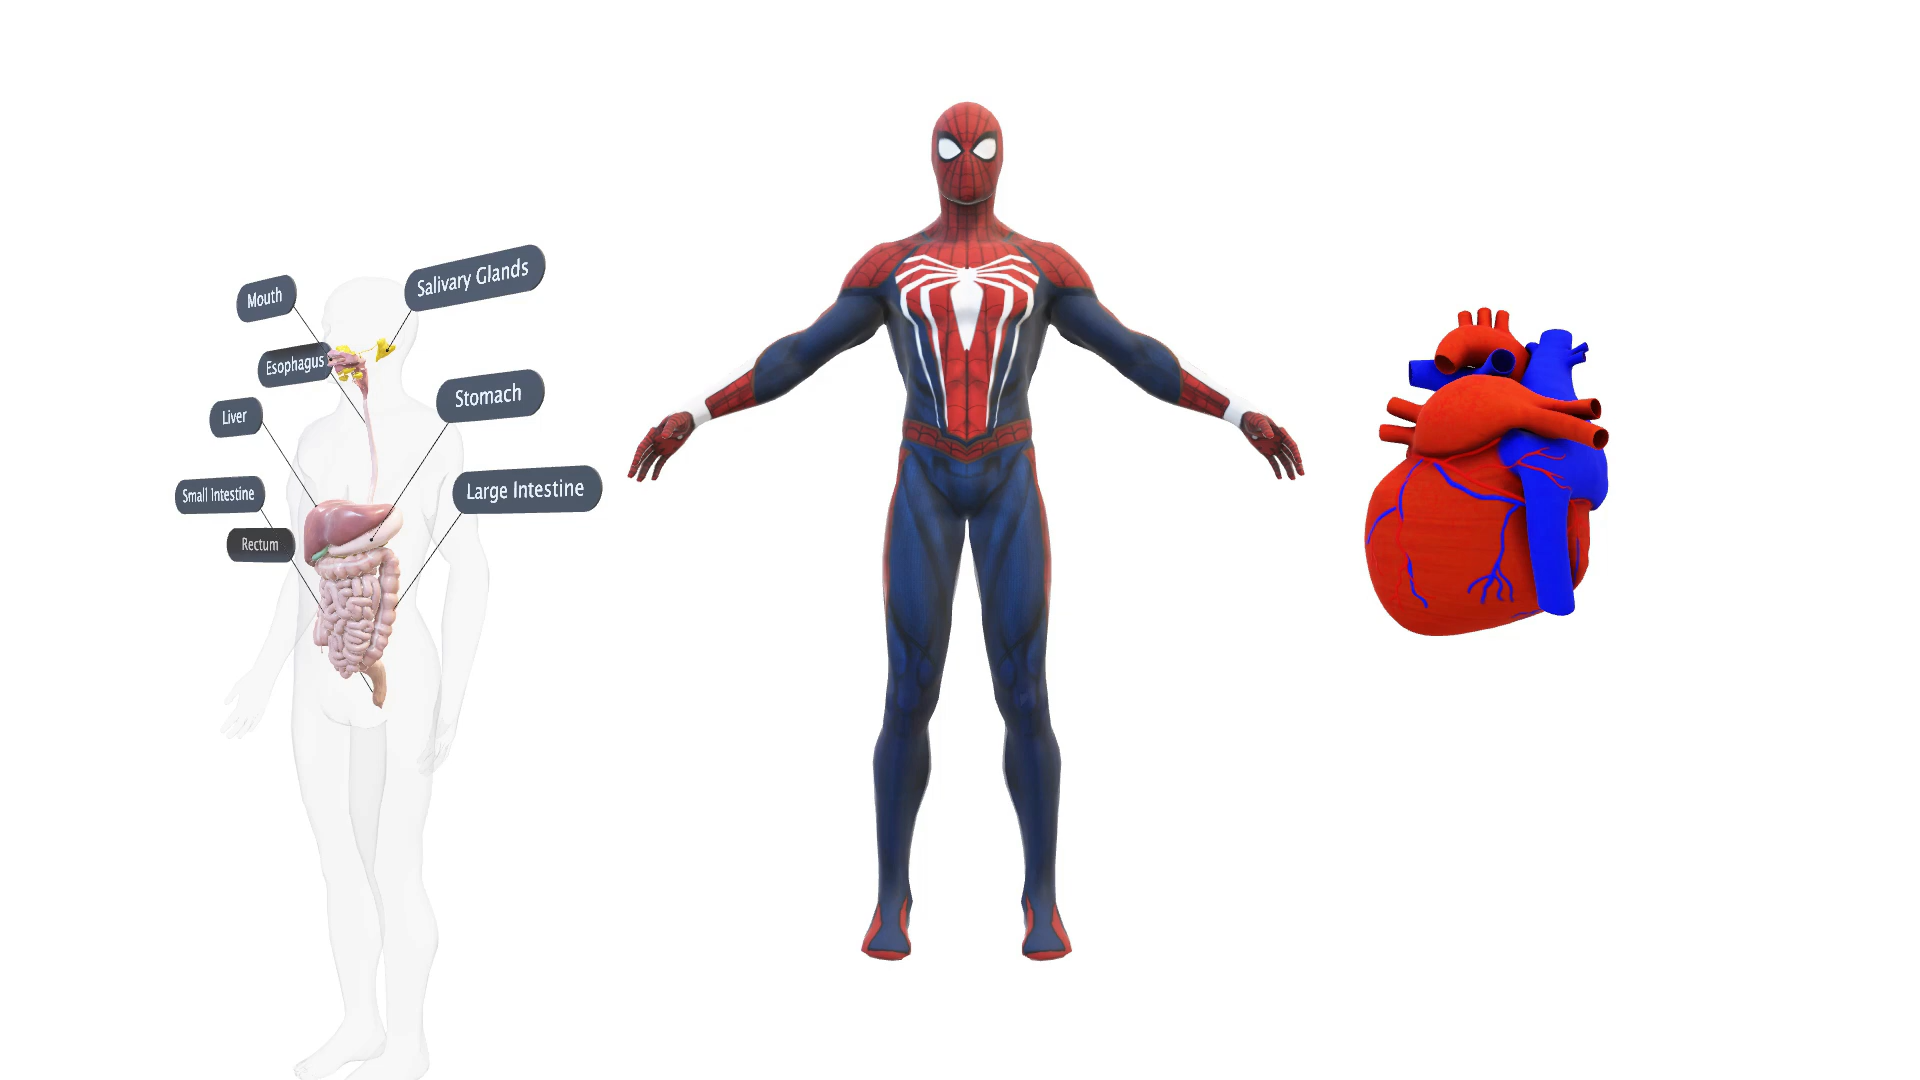 Salivary Glands
Mouth
Esophagus
Stomach
Liver
Large Intestine
Small Intestine
Rectum